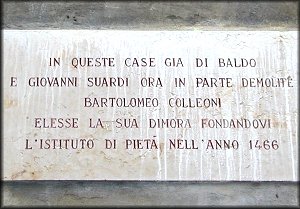 IN QUESTE CASE GIA DI BALDO
E GIOVANNI SUARDI ORA IN PARTE DEMOLITE
BARTOLOMEO COLLEONI
ELESSE LA SUA DIMORA FONDANDOVI
L'ISTITUTO DI PIETÀ NELL'ANNO 1466